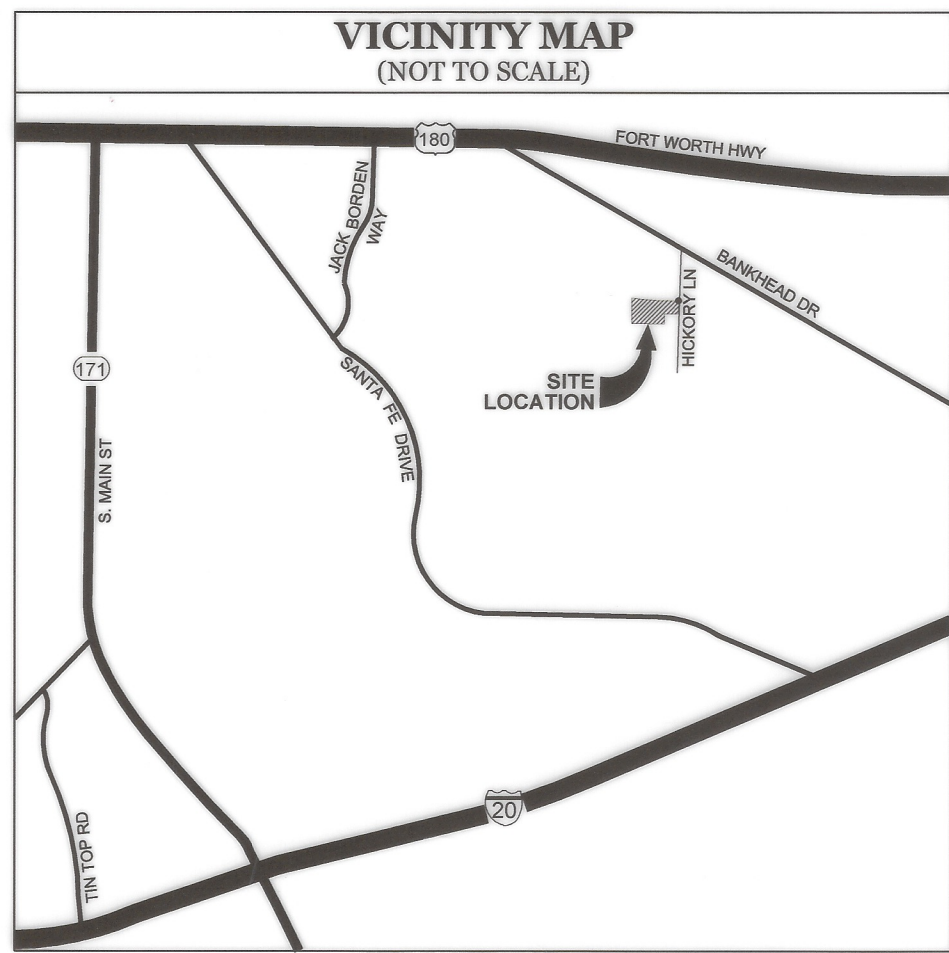 VICINITY MAP
(NOT TO SCALE)
180
FORT WORTH HWY
JACK BORDEN
WAY
BANKHEAD DR
HICKORY LN
171
SITE
LOCATION
SANTA FE DRIVE
S. MAIN ST
20
TIN TOP RD